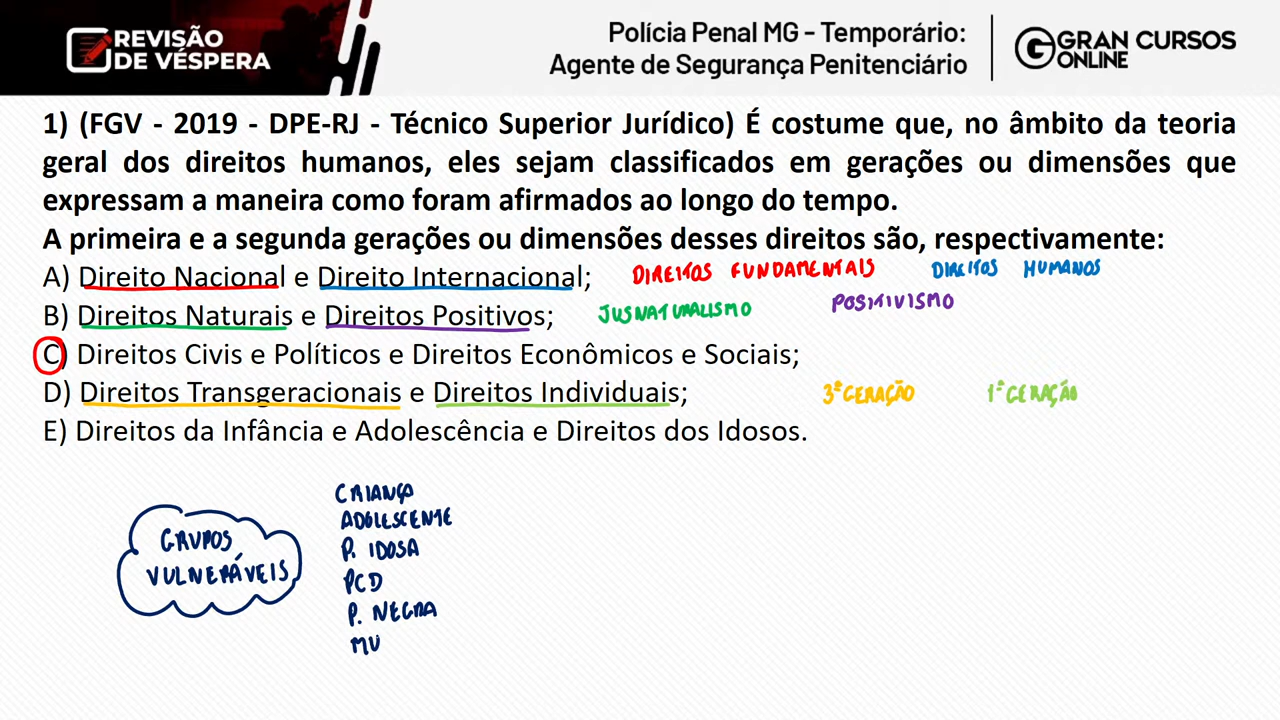 REVISÃO
DE VÉSPERA
Polícia Penal MG - Temporário:
Agente de Segurança Penitenciário
GRAN CURSOS
ONLINE
1) (FGV - 2019 - DPE-RJ - Técnico Superior Jurídico) É costume que, no âmbito da teoria
geral dos direitos humanos, eles sejam classificados em gerações ou dimensões que
expressam a maneira como foram afirmados ao longo do tempo.
A primeira e a segunda gerações ou dimensões desses direitos são, respectivamente:
A) Direito Nacional e Direito Internacional; DIREITOS FUNDAMENTAIS DIREITOS HUMANOS
B) Direitos Naturais e Direitos Positivos; JUSNATURALISMO POSITIVISMO
C) Direitos Civis e Políticos e Direitos Econômicos e Sociais;
D) Direitos Transgeracionais e Direitos Individuais; 3ª GERAÇÃO 1ª GERAÇÃO
E) Direitos da Infância e Adolescência e Direitos dos Idosos.
GRUPOS
VULNERÁVEIS
CRIANÇA
ADOLESCENTE
P. IDOSA
PCD
P. NEGRA
MU